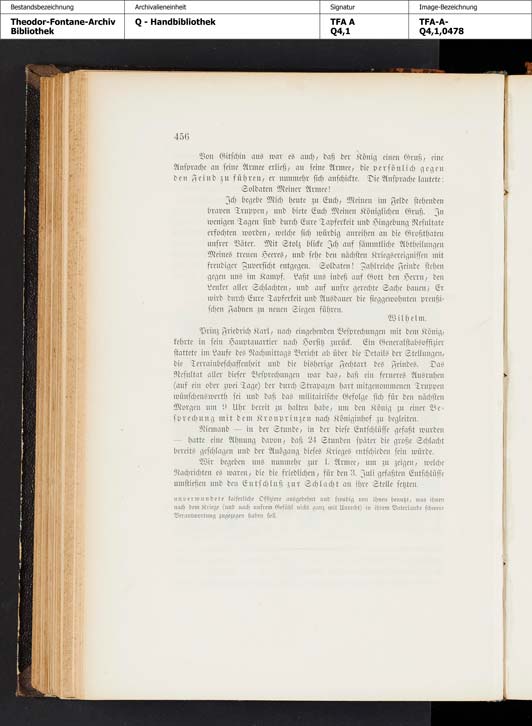 Bestandsbezeichnung Archivalieneinheit Signatur Image-Bezeichnung
Theodor-Fontane-Archiv Q - Handbibliothek TFA A TFA-A-
Bibliothek Q4,1 Q4,1,0478
456
Von Gitschin aus war es auch, daß der König einen Gruß, eine
Ansprache an seine Armee erließ, an seine Armee, die persönlich gegen
den Feind zu führen, er nunmehr sich anschickte. Die Ansprache lautete:
Soldaten Meiner Armee!
Ich begebe Mich heute zu Euch, Meinen im Felde stehenden
braven Truppen, und biete Euch Meinen Königlichen Gruß. In
wenigen Tagen sind durch Eure Tapferkeit und Hingebung Resultate
erfochten worden, welche sich würdig anreihen an die Großthaten
unsrer Väter. Mit Stolz blicke Ich auf sämmtliche Abtheilungen
Meines treuen Heeres, und sehe den nächsten Kriegsereignissen mit
freudiger Zuversicht entgegen. Soldaten! Zahlreiche Feinde stehen
gegen uns im Kampf. Laßt uns indeß auf Gott den Herrn, den
Lenker aller Schlachten, und auf unsre gerechte Sache bauen; Er
wird durch Eure Tapferkeit und Ausdauer die sieggewohnten preußi-
schen Fahnen zu neuen Siegen führen.
Wilhelm.
Prinz Friedrich Karl, nach eingehenden Besprechungen mit dem König,
kehrte in sein Hauptquartier nach Horsitz zurück. Ein Generalstabsoffizier
stattete im Laufe des Nachmittags Bericht ab über die Details der Stellungen,
die Terrainbeschaffenheit und die bisherige Fechtart des Feindes. Das
Resultat aller dieser Besprechungen war das, daß ein ferneres Ausruhen
(auf ein oder zwei Tage) der durch Strapazen hart mitgenommenen Truppen
wünschenswerth sei und daß das militairische Gefolge sich für den nächsten
Morgen um 9 Uhr bereit zu halten habe, um den König zu einer Be-
sprechung mit dem Kronprinzen nach Königinhof zu begleiten.
Niemand — in der Stunde, in der diese Entschlüsse gefaßt wurden
— hatte eine Ahnung davon, daß 24 Stunden später die große Schlacht
bereits geschlagen und der Ausgang dieses Krieges entschieden sein würde.
Wir begeben uns nunmehr zur I. Armee, um zu zeigen, welche
Nachrichten es waren, die die friedlichen, für den 3. Juli gefaßten Entschlüsse
umstießen und den Entschluß zur Schlacht an ihre Stelle setzten.
unverwundete kaiserliche Offiziere ausgedehnt und freudig von ihnen benutzt, was ihnen
nach dem Kriege (und nach unsrem Gefühl nicht ganz mit Unrecht) in ihrem Vaterlande schwere
Verantwortung zugezogen haben soll.